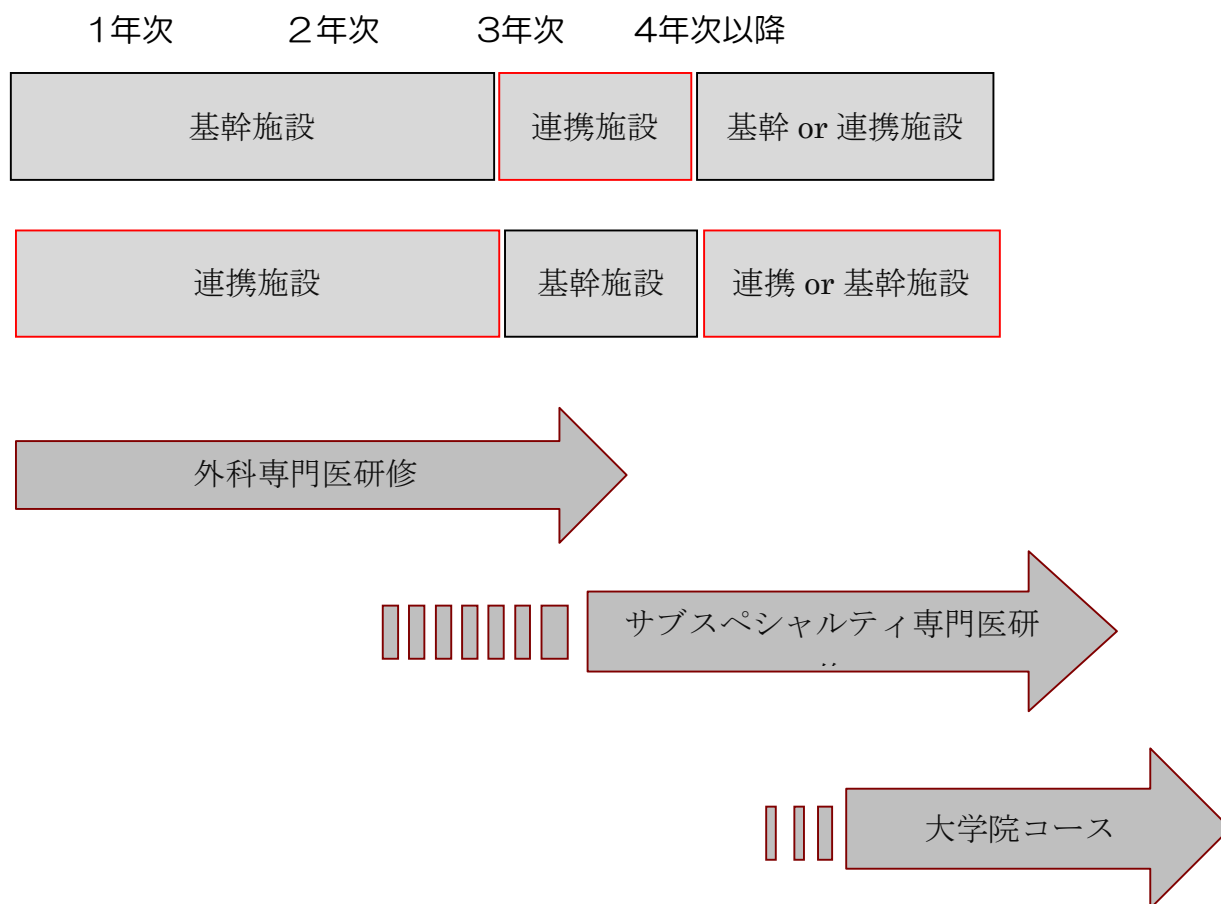 1年次 2年次 3年次 4年次以降
基幹施設 連携施設 基幹 or 連携施設
連携施設 基幹施設 連携 or 基幹施設
外科専門医研修
サブスペシャルティ専門医研
大学院コース